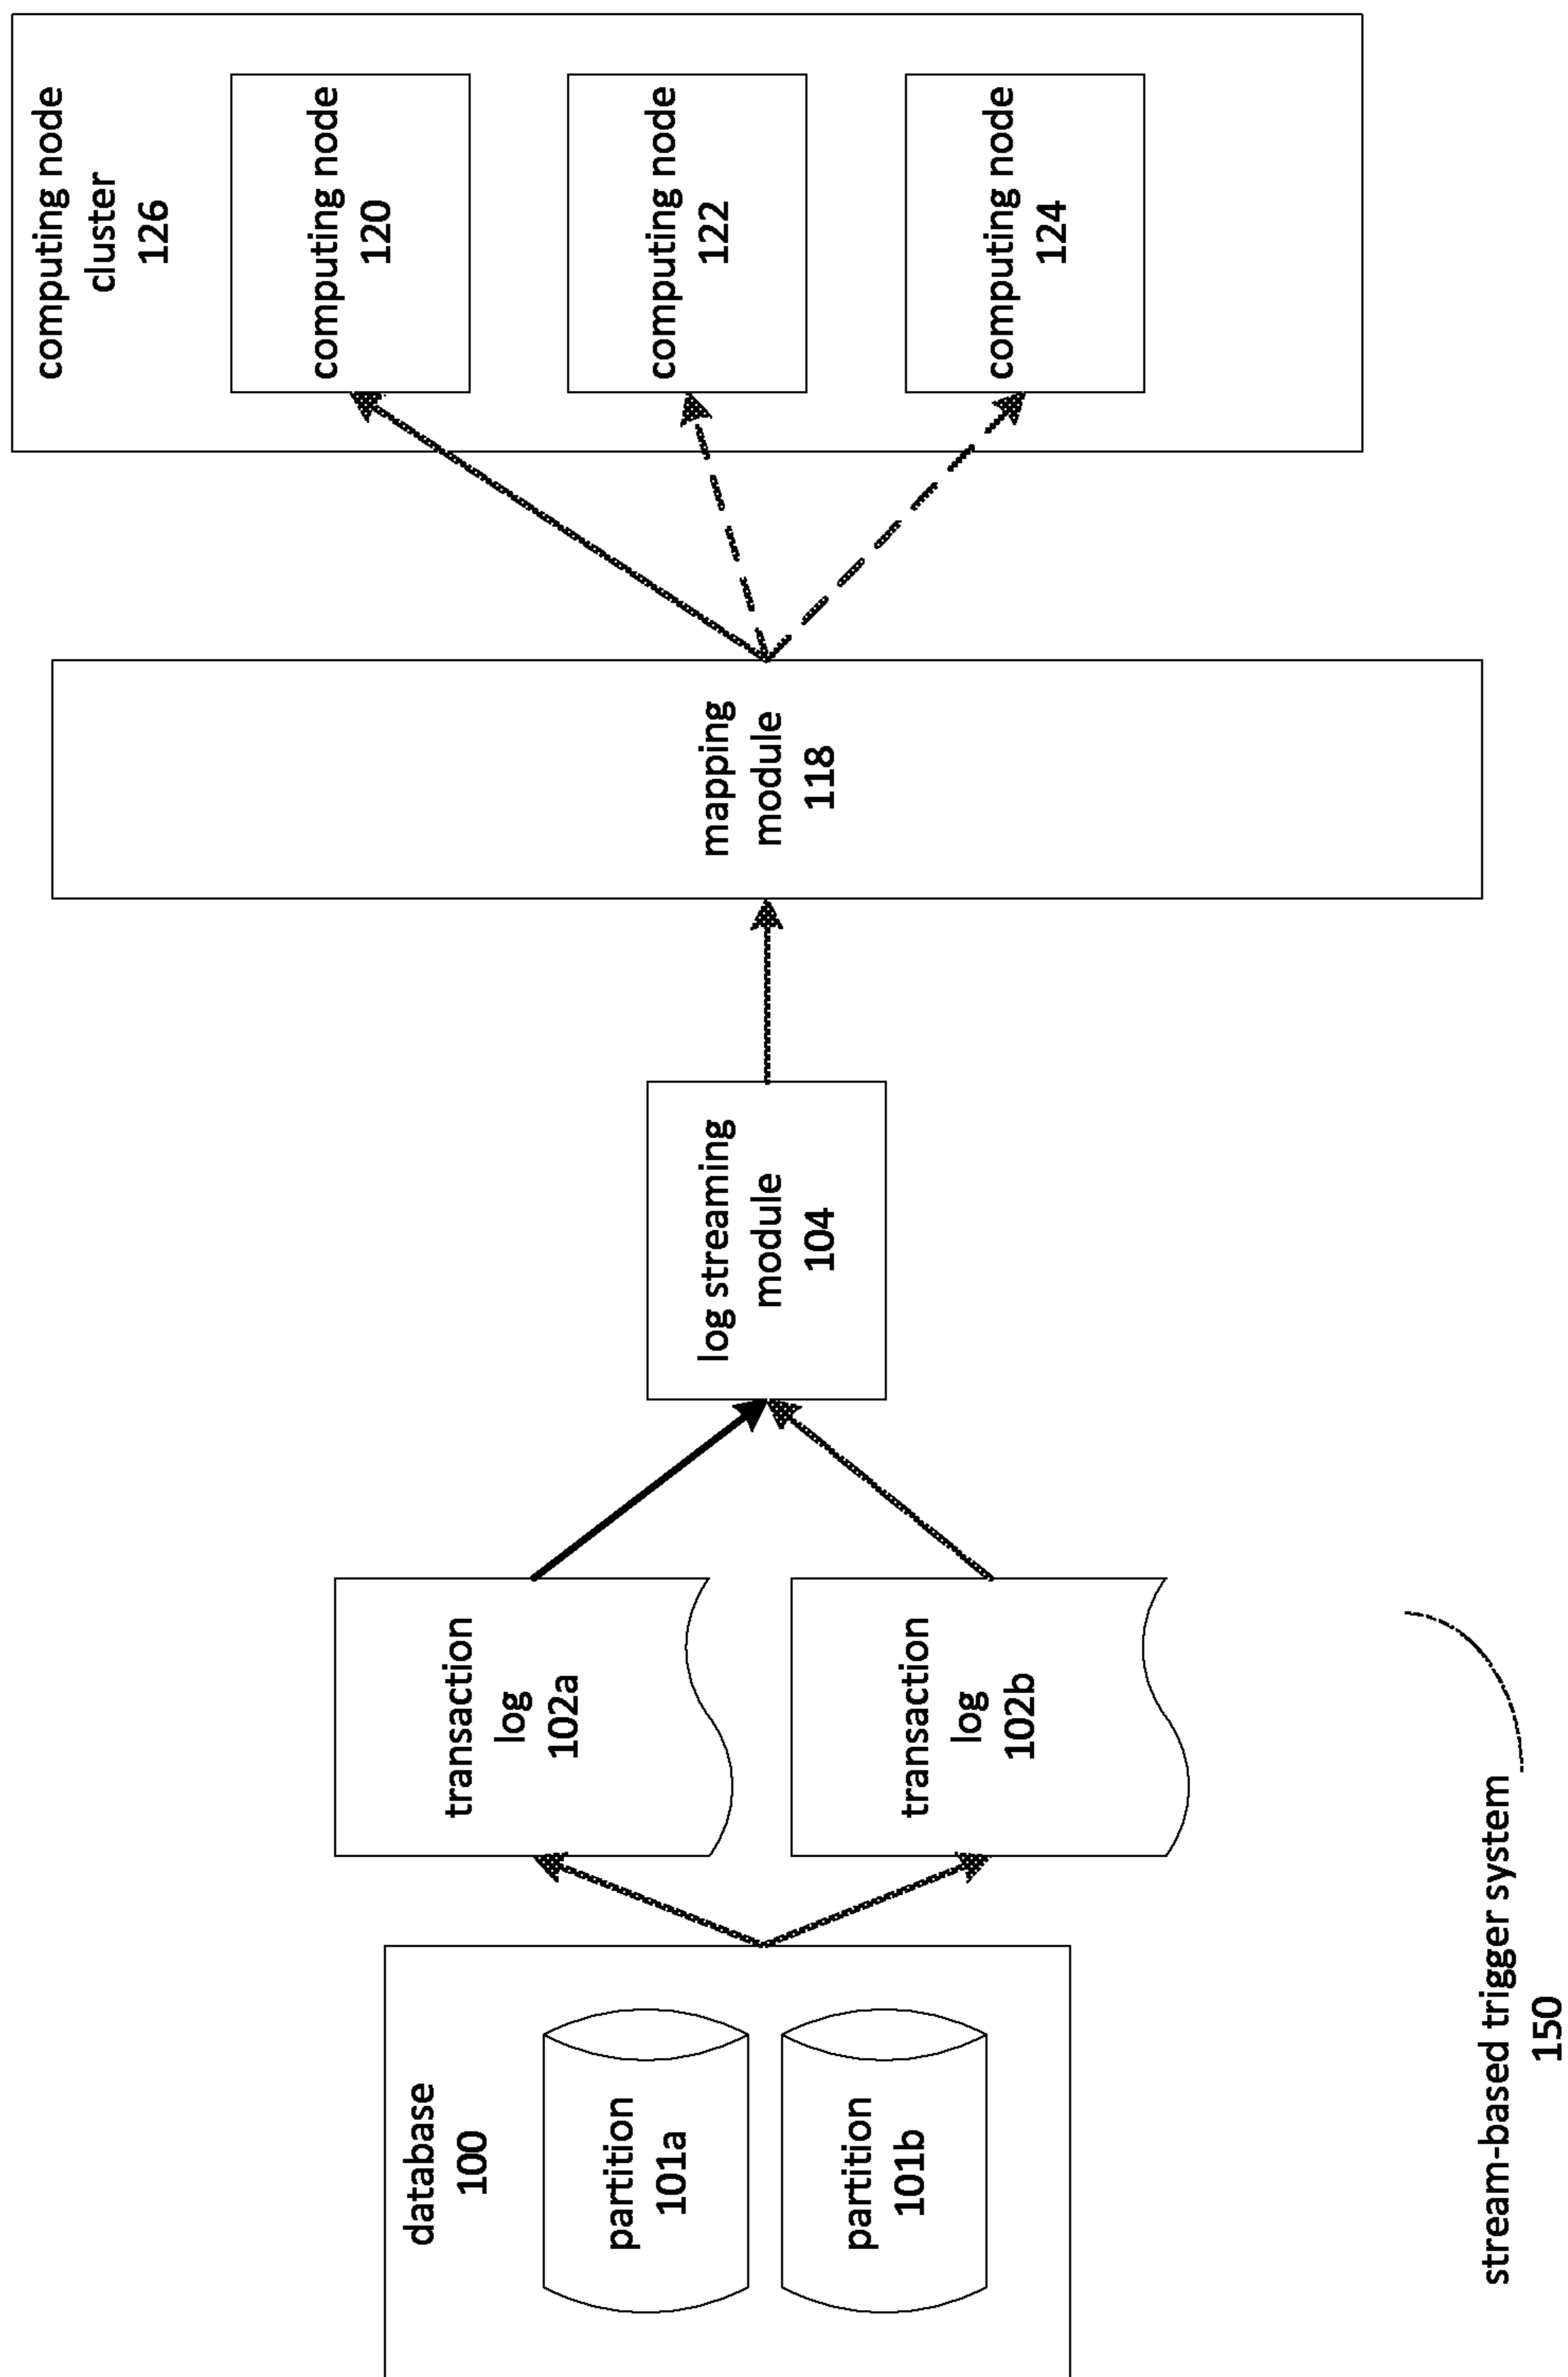 database
100
partition
101a
partition
101b
transaction
log
102a
transaction
log
102b
log streaming
module
104
mapping
module
118
computing node
cluster
126
computing node
120
computing node
122
computing node
124
stream-based trigger system
150